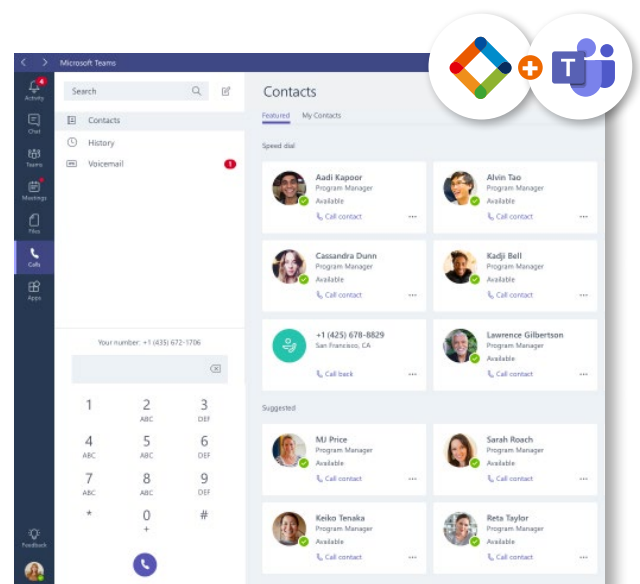 Microsoft Teams
T
4
Activity
Chat
Teams
Meetings
Files
Calls
Apps
Feedback
Search
Contacts
History
Voicemail
1
Your number: +1 (435) 672-1706
1
2
ABC
3
DEF
4
ABC
5
ABC
6
DEF
7
ABC
8
ABC
9
DEF
*
0
+
#
Contacts
Featured
My Contacts
Speed dial
Aadi Kapoor
Program Manager
Available
Call contact
Alvin Tao
Program Manager
Available
Call contact
Cassandra Dunn
Program Manager
Available
Call contact
Kadji Bell
Program Manager
Available
Call contact
+1 (425) 678-8829
San Francisco, CA
Call back
Lawrence Gilbertson
Program Manager
Available
Call contact
Suggested
MJ Price
Program Manager
Available
Call contact
Sarah Roach
Program Manager
Available
Call contact
Keiko Tenaka
Program Manager
Available
Call contact
Reta Taylor
Program Manager
Available
Call contact